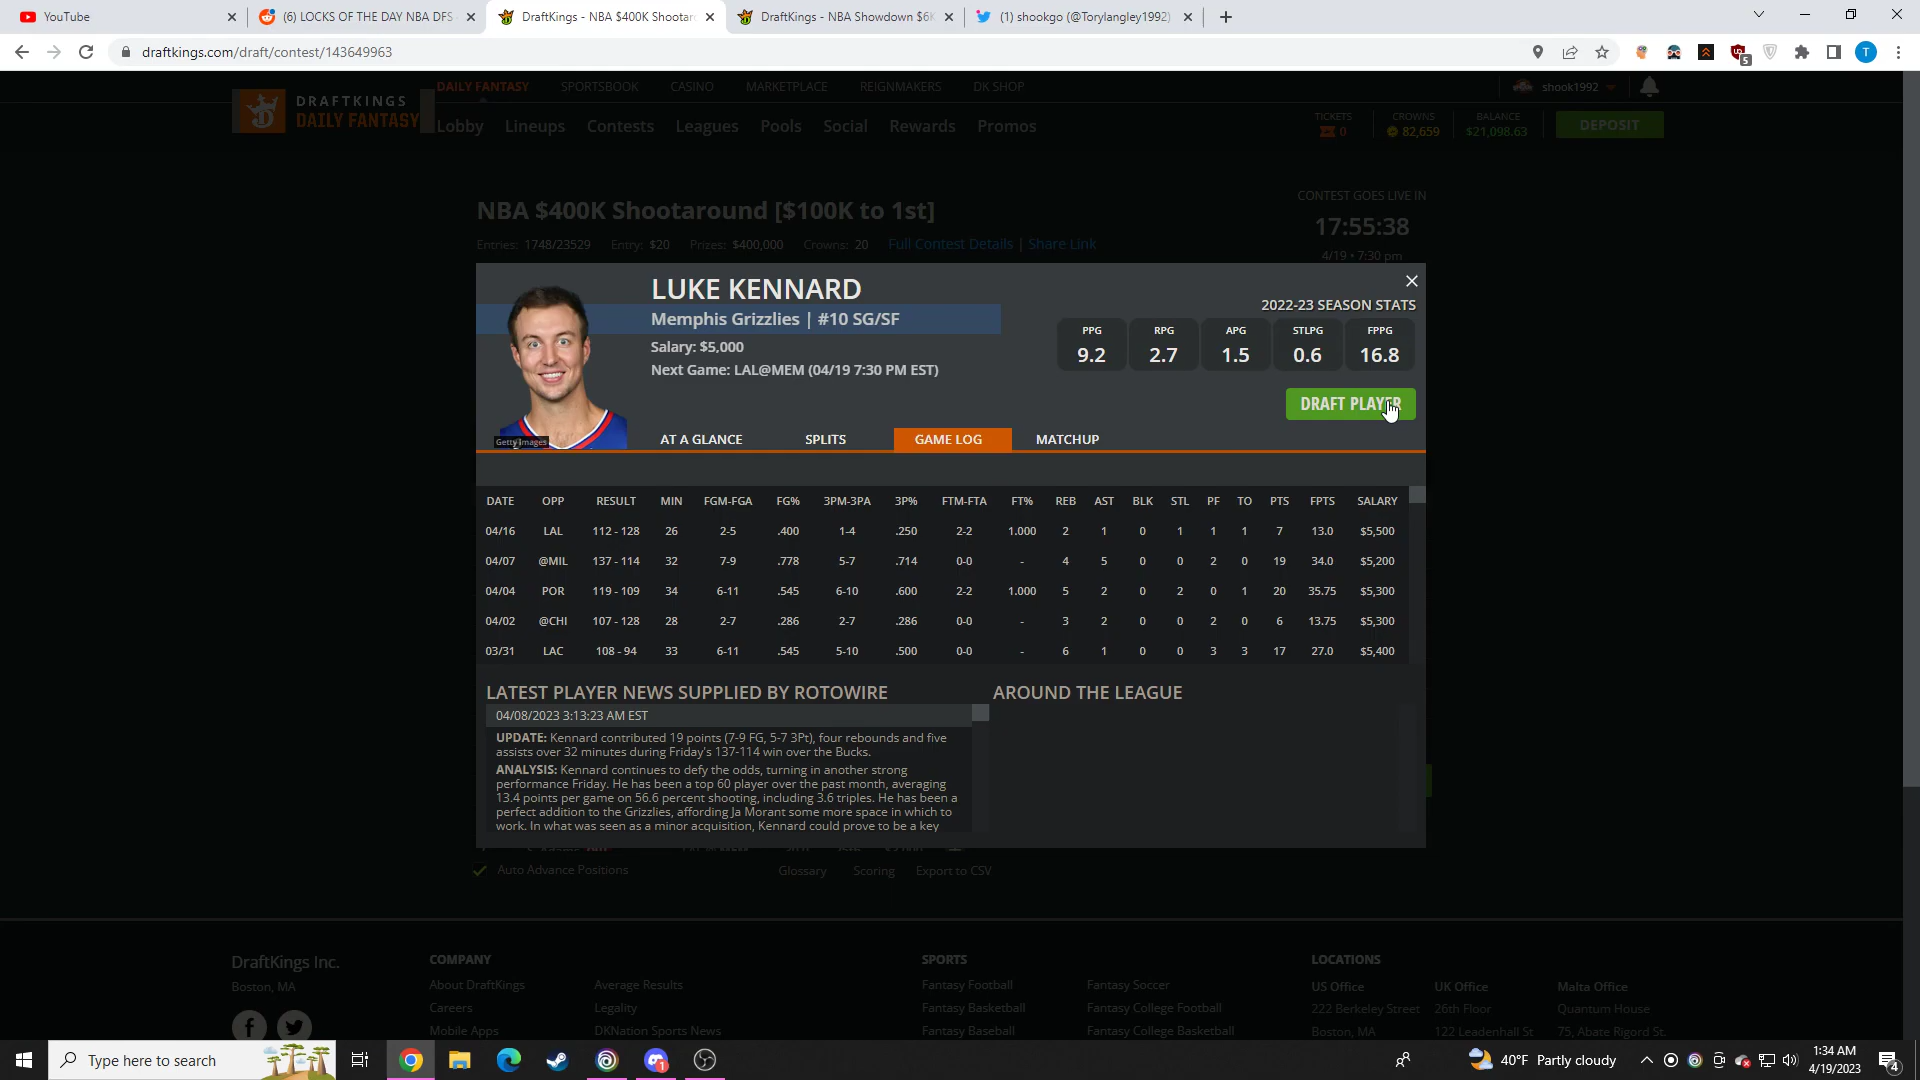 YouTube
(6) LOCKS OF THE DAY NBA DFS
DraftKings - NBA $400K Shootar
DraftKings - NBA Showdown $6K
(1) shookgo (@Torylangley1992)
draftkings.com/draft/contest/143649963
5
T
DRAFTKINGS
DAILY FANTASY
DAILY FANTASY SPORTSBOOK CASINO MARKETPLACE REIGNMAKERS DK SHOP
shook1992
Lobby Lineups Contests Leagues Pools Social Rewards Promos
TICKETS
0
CROWNS
82,659
BALANCE
$21,098.63
DEPOSIT
NBA $400K Shootaround [$100K to 1st]
Entries: 1748/23529 Entry: $20 Prizes: $400,000 Crowns: 20 Full Contest Details | Share Link
CONTEST GOES LIVE IN
17:55:38
4/19 • 7:30 pm
LUKE KENNARD
Memphis Grizzlies | #10 SG/SF
Salary: $5,000
Next Game: LAL@MEM (04/19 7:30 PM EST)
Getty Images
2022-23 SEASON STATS
PPG RPG APG STLPG FPPG
9.2 2.7 1.5 0.6 16.8
DRAFT PLAYER
AT A GLANCE SPLITS GAME LOG MATCHUP
DATE OPP RESULT MIN FGM-FGA FG% 3PM-3PA 3P% FTM-FTA FT% REB AST BLK STL PF TO PTS FPTS SALARY
04/16 LAL 112 - 128 26 2-5 .400 1-4 .250 2-2 1.000 2 1 0 1 1 1 7 13.0 $5,500
04/07 @MIL 137 - 114 32 7-9 .778 5-7 .714 0-0 - 4 5 0 0 2 0 19 34.0 $5,200
04/04 POR 119 - 109 34 6-11 .545 6-10 .600 2-2 1.000 5 2 0 2 0 1 20 35.75 $5,300
04/02 @CHI 107 - 128 28 2-7 .286 2-7 .286 0-0 - 3 2 0 0 2 0 6 13.75 $5,300
03/31 LAC 108 - 94 33 6-11 .545 5-10 .500 0-0 - 6 1 0 0 3 3 17 27.0 $5,400
LATEST PLAYER NEWS SUPPLIED BY ROTOWIRE
AROUND THE LEAGUE
04/08/2023 3:13:23 AM EST
UPDATE: Kennard contributed 19 points (7-9 FG, 5-7 3Pt), four rebounds and five
assists over 32 minutes during Friday's 137-114 win over the Bucks.
ANALYSIS: Kennard continues to defy the odds, turning in another strong
performance Friday. He has been a top 60 player over the past month, averaging
13.4 points per game on 56.6 percent shooting, including 3.6 triples. He has been a
perfect addition to the Grizzlies, affording Ja Morant some more space in which to
work. In what was seen as a minor acquisition, Kennard could prove to be a key
Auto Advance Positions
Glossary Scoring Export to CSV
DraftKings Inc.
Boston, MA
COMPANY
About DraftKings Average Results
Careers Legality
Mobile Apps DKNation Sports News
SPORTS
Fantasy Football Fantasy Soccer
Fantasy Basketball Fantasy College Football
Fantasy Baseball Fantasy College Basketball
LOCATIONS
US Office UK Office Malta Office
222 Berkeley Street 26th Floor Quantum House
Boston, MA 122 Leadenhall St 75, Abate Rigord St.
Type here to search
1
40°F Partly cloudy
1:34 AM
4/19/2023
4